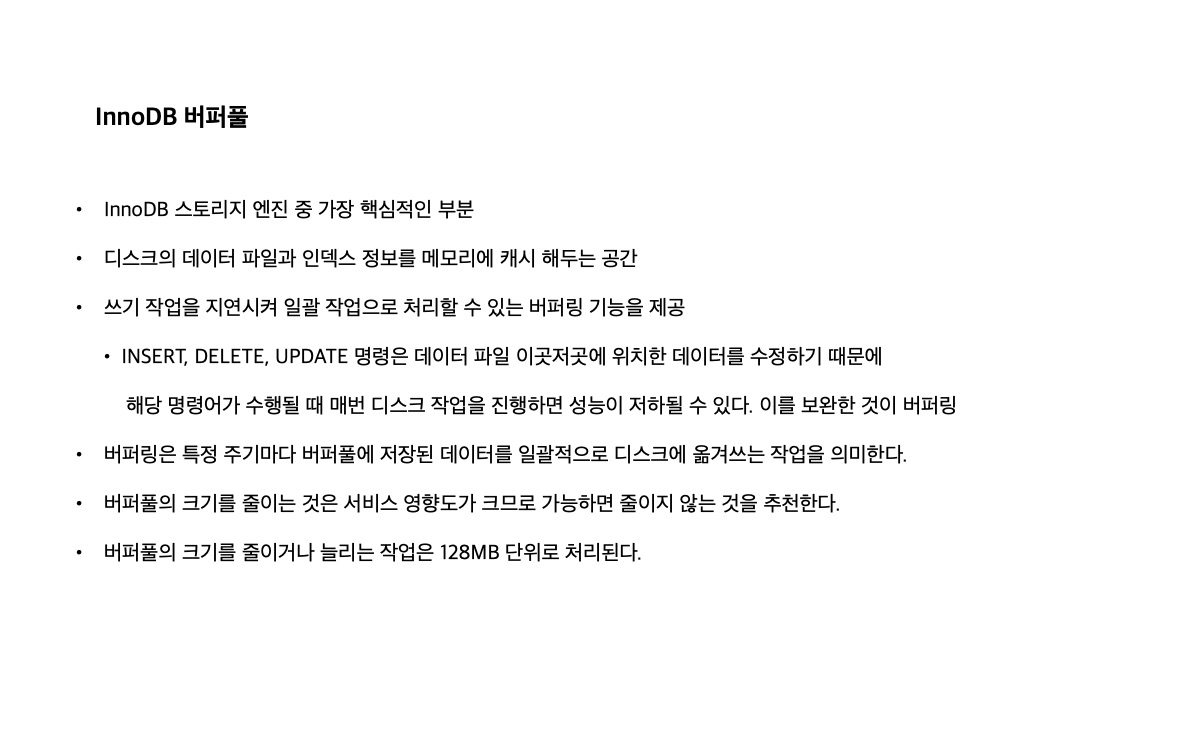 InnoDB 버퍼풀
• InnoDB 스토리지 엔진 중 가장 핵심적인 부분
• 디스크의 데이터 파일과 인덱스 정보를 메모리에 캐시 해두는 공간
• 쓰기 작업을 지연시켜 일괄 작업으로 처리할 수 있는 버퍼링 기능을 제공
• INSERT, DELETE, UPDATE 명령은 데이터 파일 이곳저곳에 위치한 데이터를 수정하기 때문에
해당 명령어가 수행될 때 매번 디스크 작업을 진행하면 성능이 저하될 수 있다. 이를 보완한 것이 버퍼링
• 버퍼링은 특정 주기마다 버퍼풀에 저장된 데이터를 일괄적으로 디스크에 옮겨쓰는 작업을 의미한다.
• 버퍼풀의 크기를 줄이는 것은 서비스 영향도가 크므로 가능하면 줄이지 않는 것을 추천한다.
• 버퍼풀의 크기를 줄이거나 늘리는 작업은 128MB 단위로 처리된다.